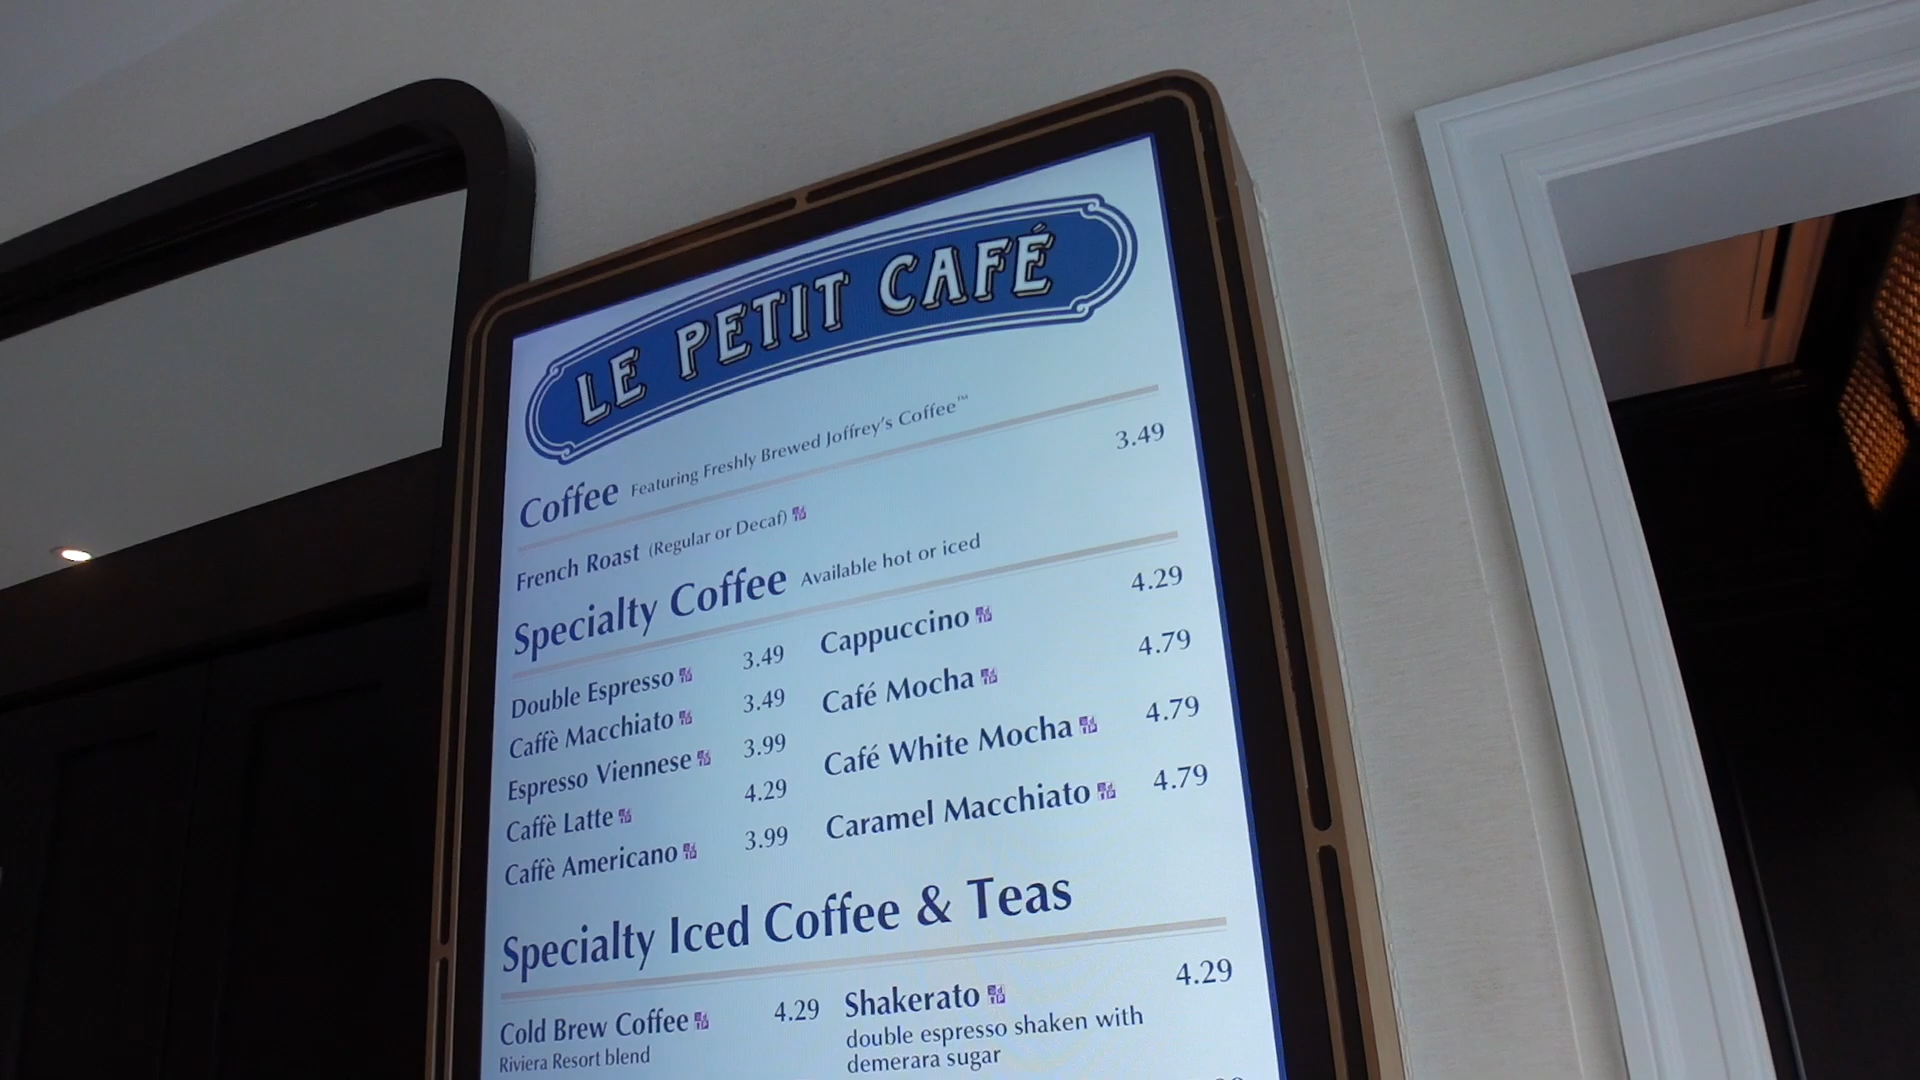 LE PETIT CAFÉ
Coffee Featuring Freshly Brewed Joffrey's Coffee™
French Roast (Regular or Decaf) 3.49
Specialty Coffee Available hot or iced
Double Espresso 3.49
Caffè Macchiato 3.49
Espresso Viennese 3.99
Caffè Latte 4.29
Caffè Americano 3.99
Cappuccino 4.29
Café Mocha 4.79
Café White Mocha 4.79
Caramel Macchiato 4.79
Specialty Iced Coffee & Teas
Cold Brew Coffee 4.29
Riviera Resort blend
Shakerato 4.29
double espresso shaken with
demerara sugar